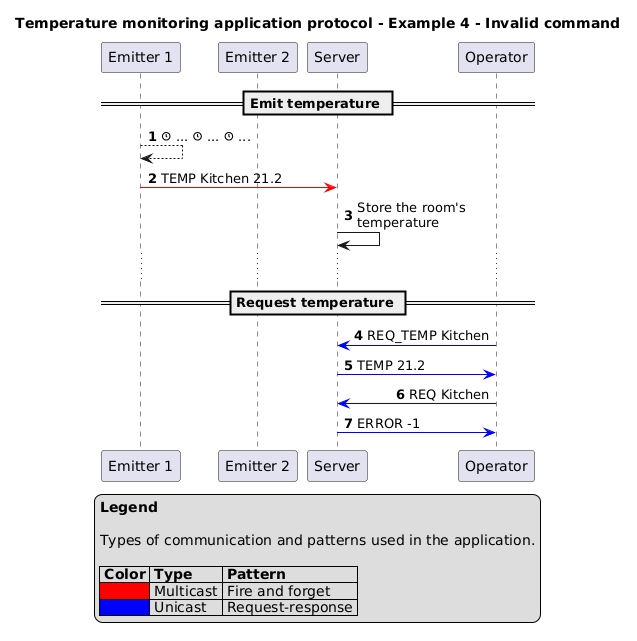 Temperature monitoring application protocol - Example 4 - Invalid command
Emitter 1 Emitter 2 Server Operator
Emit temperature
1 🕒 ... 🕒 ... 🕒 ...
2 TEMP Kitchen 21.2
3 Store the room's
temperature
Request temperature
4 REQ_TEMP Kitchen
5 TEMP 21.2
6 REQ Kitchen
7 ERROR -1
Emitter 1 Emitter 2 Server Operator
Legend
Types of communication and patterns used in the application.
Color Type Pattern
Multicast Fire and forget
Unicast Request-response